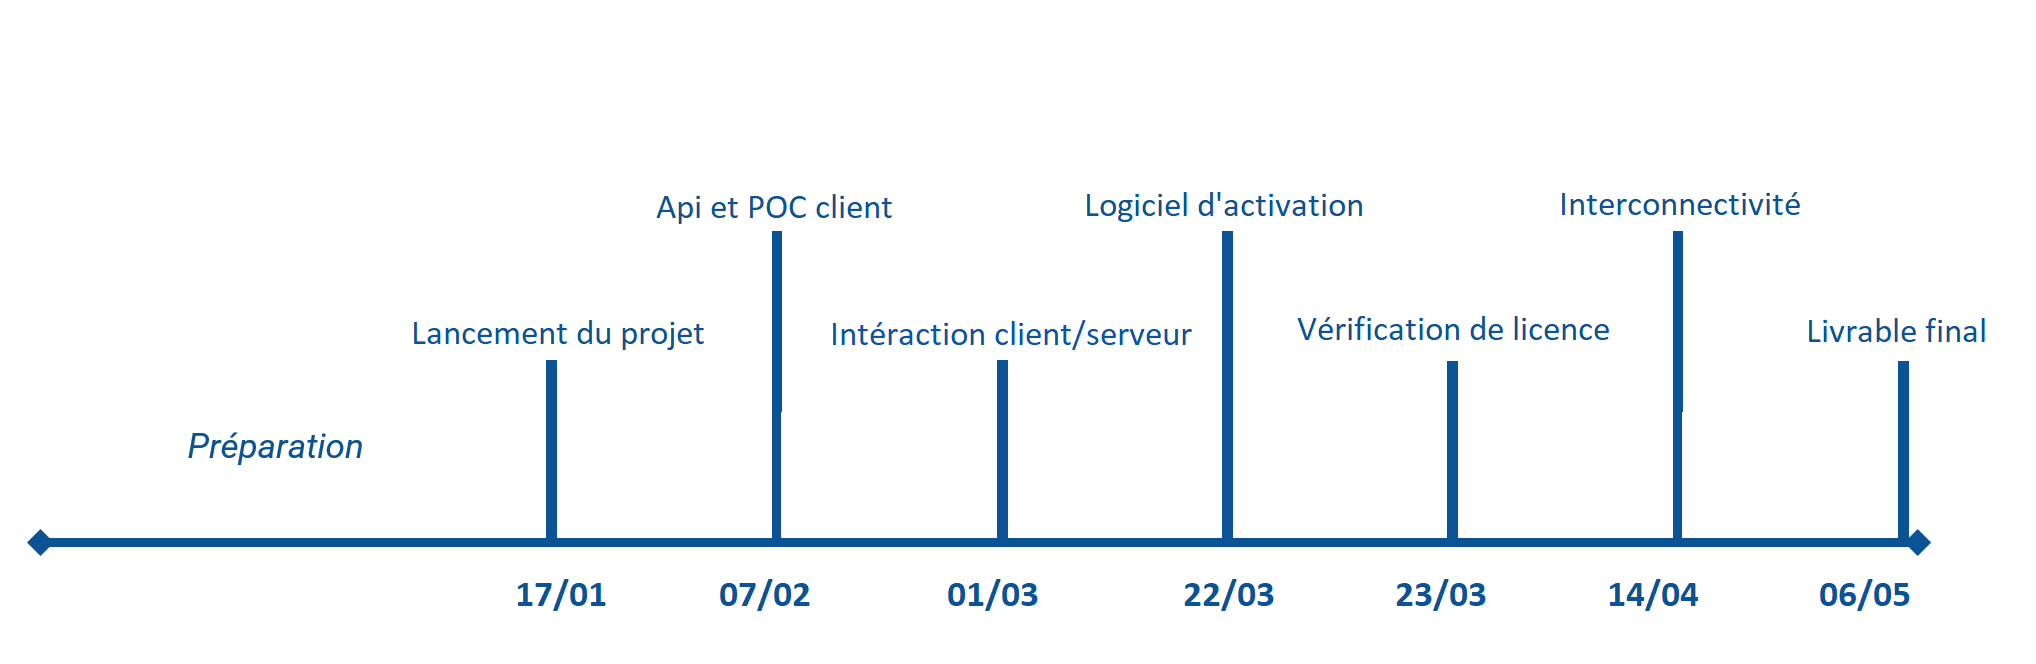 Api et POC client
Logiciel d'activation
Interconnectivité
Lancement du projet
Intéraction client/serveur
Vérification de licence
Livrable final
Préparation
17/01
07/02
01/03
22/03
23/03
14/04
06/05